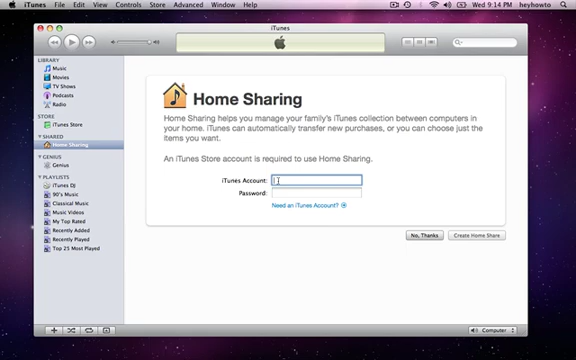 iTunes File Edit View Controls Store Advanced Window Help
Wed 9:14 PM heyhowto
iTunes
LIBRARY
Music
Movies
TV Shows
Podcasts
Radio
STORE
iTunes Store
SHARED
Home Sharing
GENIUS
Genius
PLAYLISTS
iTunes DJ
90's Music
Classical Music
Music Videos
My Top Rated
Recently Added
Recently Played
Top 25 Most Played
Home Sharing
Home Sharing helps you manage your family's iTunes collection between computers in
your home. iTunes can automatically transfer new purchases, or you can choose just the
items you want.
An iTunes Store account is required to use Home Sharing.
iTunes Account:
Password:
Need an iTunes Account?
No, Thanks
Create Home Share
Computer